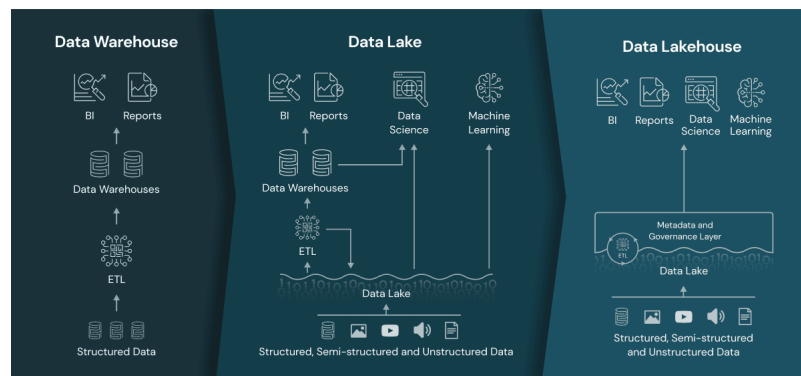 Data Warehouse
BI
Reports
Data Warehouses
ETL
Structured Data
Data Lake
BI
Reports
Data
Science
Machine
Learning
Data Warehouses
ETL
Data Lake
Structured, Semi-structured and Unstructured Data
Data Lakehouse
BI
Reports
Data
Science
Machine
Learning
Metadata and
Governance Layer
ETL
Data Lake
Structured, Semi-structured
and Unstructured Data